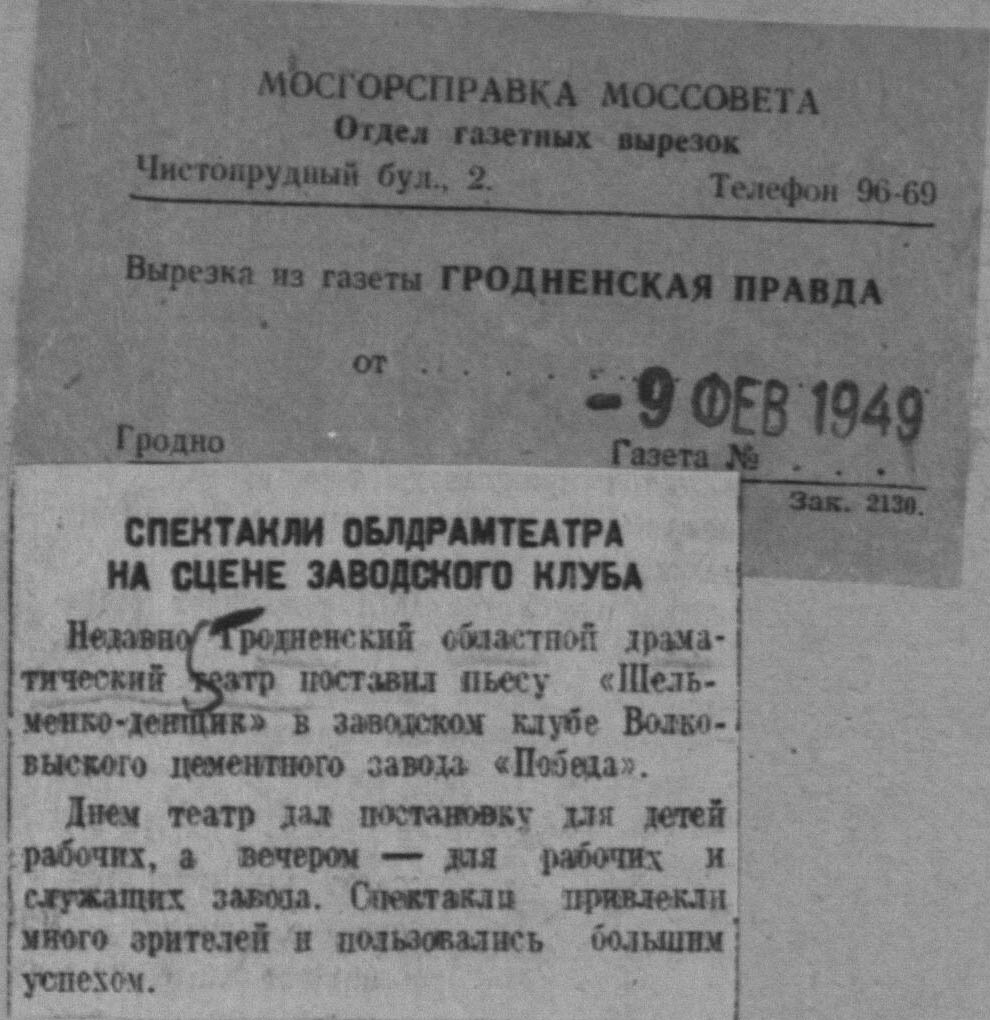 МОСГОРСПРАВКА МОССОВЕТА
Отдел газетных вырезок
Чистопрудный бул., 2. Телефон 96-69
Вырезка из газеты ГРОДНЕНСКАЯ ПРАВДА
от . . . . . .
- 9 ФЕВ 1949
Гродно Газета № . . . .
Зак. 2130.
СПЕКТАКЛИ ОБЛДРАМТЕАТРА
НА СЦЕНЕ ЗАВОДСКОГО КЛУБА
Недавно Гродненский областной драма-
тический театр поставил пьесу «Шель-
менко-денщик» в заводском клубе Волко-
выского цементного завода «Победа».
Днем театр дал постановку для детей
рабочих, а вечером — для рабочих и
служащих завода. Спектакли привлекли
много зрителей и пользовались большим
успехом.